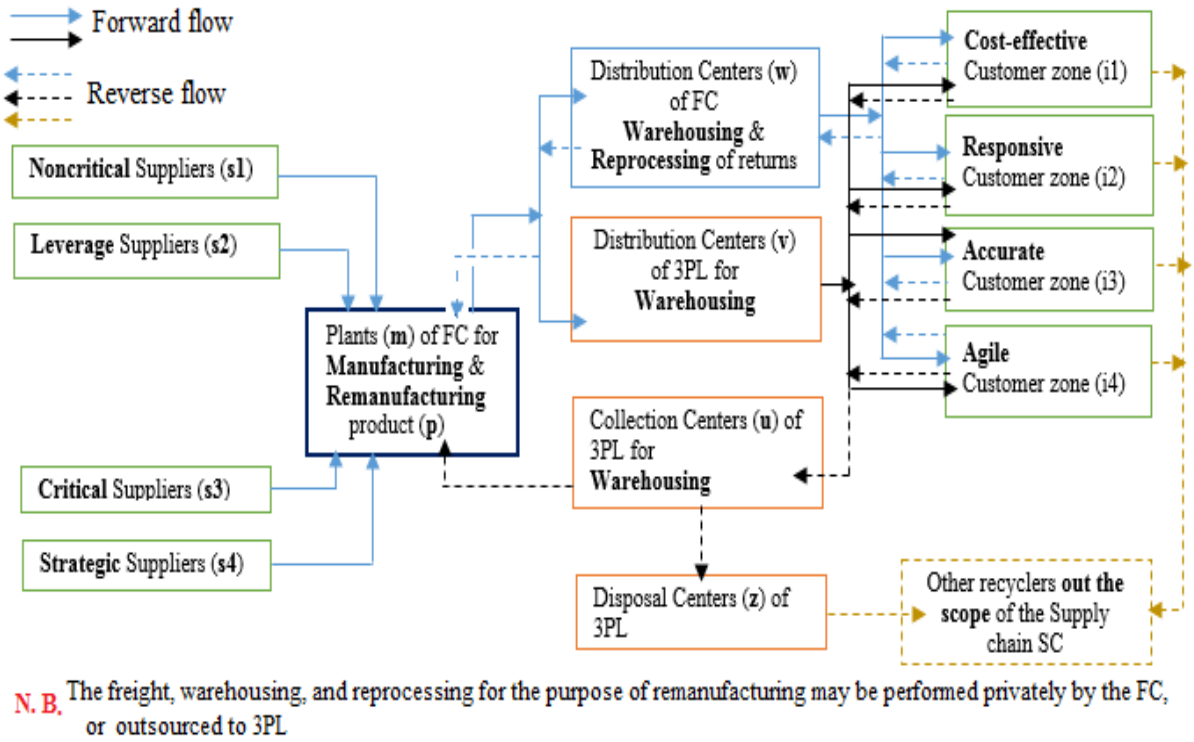 Forward flow
Reverse flow
Noncritical Suppliers (s1)
Leverage Suppliers (s2)
Plants (m) of FC for
Manufacturing &
Remanufacturing
product (p)
Critical Suppliers (s3)
Strategic Suppliers (s4)
Distribution Centers (w)
of FC
Warehousing &
Reprocessing of returns
Distribution Centers (v)
of 3PL for
Warehousing
Collection Centers (u) of
3PL for
Warehousing
Disposal Centers (z) of
3PL
Cost-effective
Customer zone (i1)
Responsive
Customer zone (i2)
Accurate
Customer zone (i3)
Agile
Customer zone (i4)
Other recyclers out the
scope of the Supply
chain SC
N. B. The freight, warehousing, and reprocessing for the purpose of remanufacturing may be performed privately by the FC,
or outsourced to 3PL